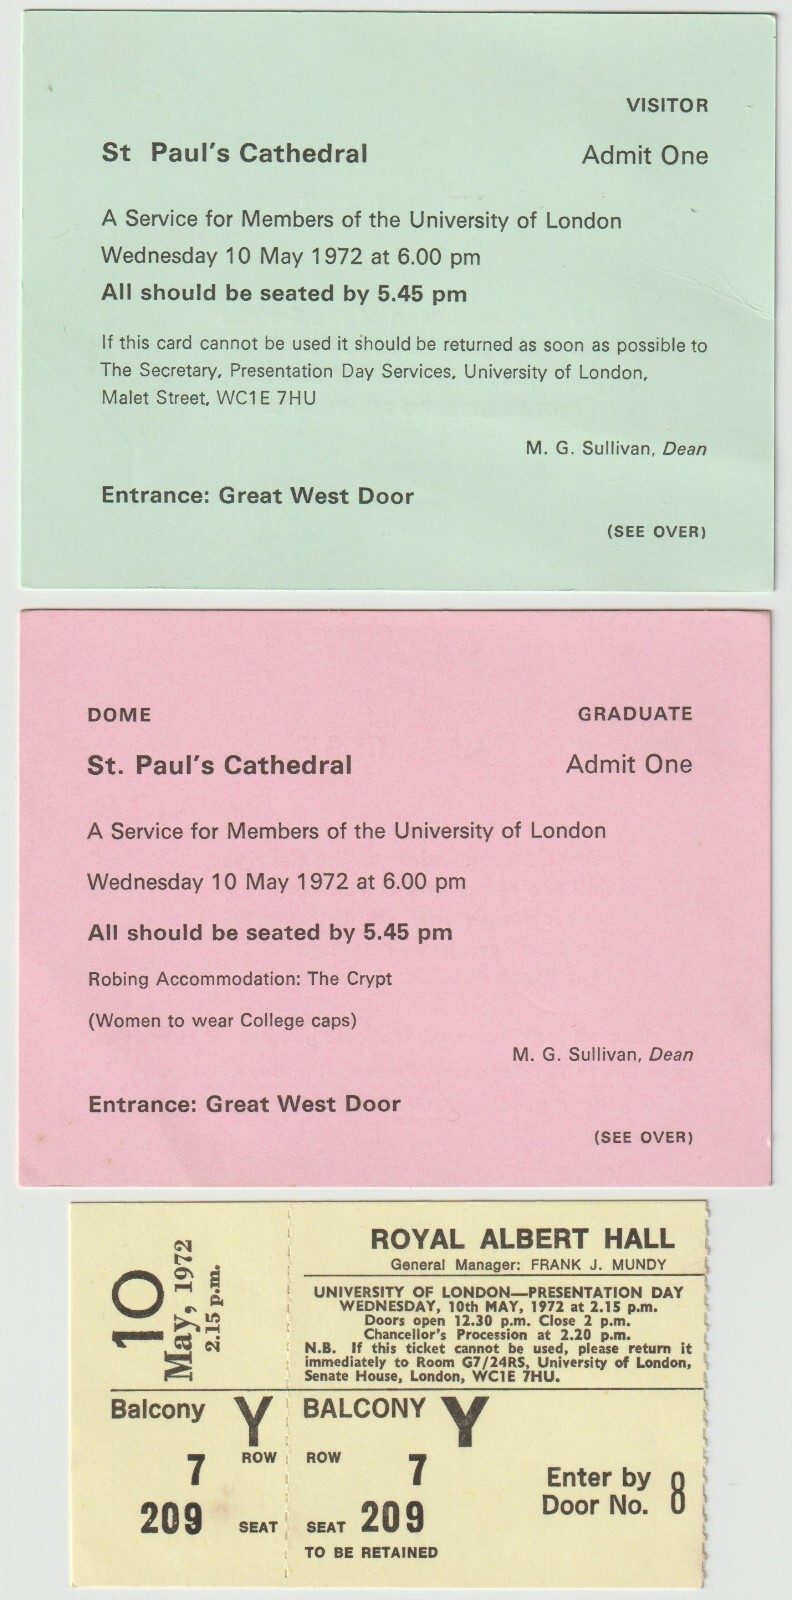 VISITOR
St Paul's Cathedral Admit One
A Service for Members of the University of London
Wednesday 10 May 1972 at 6.00 pm
All should be seated by 5.45 pm
If this card cannot be used it should be returned as soon as possible to
The Secretary, Presentation Day Services, University of London,
Malet Street, WC1E 7HU
M. G. Sullivan, Dean
Entrance: Great West Door
(SEE OVER)
DOME GRADUATE
St. Paul's Cathedral Admit One
A Service for Members of the University of London
Wednesday 10 May 1972 at 6.00 pm
All should be seated by 5.45 pm
Robing Accommodation: The Crypt
(Women to wear College caps)
M. G. Sullivan, Dean
Entrance: Great West Door
(SEE OVER)
10
May, 1972
2.15 p.m.
Balcony Y
7 ROW
209 SEAT
ROYAL ALBERT HALL
General Manager: FRANK J. MUNDY
UNIVERSITY OF LONDON—PRESENTATION DAY
WEDNESDAY, 10th MAY, 1972 at 2.15 p.m.
Doors open 12.30 p.m. Close 2 p.m.
Chancellor's Procession at 2.20 p.m.
N.B. If this ticket cannot be used, please return it
immediately to Room G7/24RS, University of London,
Senate House, London, WC1E 7HU.
BALCONY Y
ROW 7
SEAT 209
TO BE RETAINED
Enter by
Door No. 8